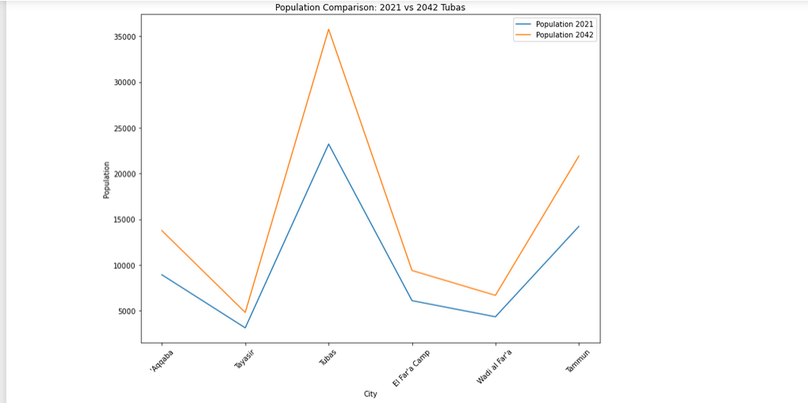 Population Comparison: 2021 vs 2042 Tubas
Population 2021
Population 2042
35000
30000
25000
20000
15000
10000
5000
Population
'Aqqaba
Tayasir
Tubas
El Far'a Camp
Wadi al Far'a
Tammun
City